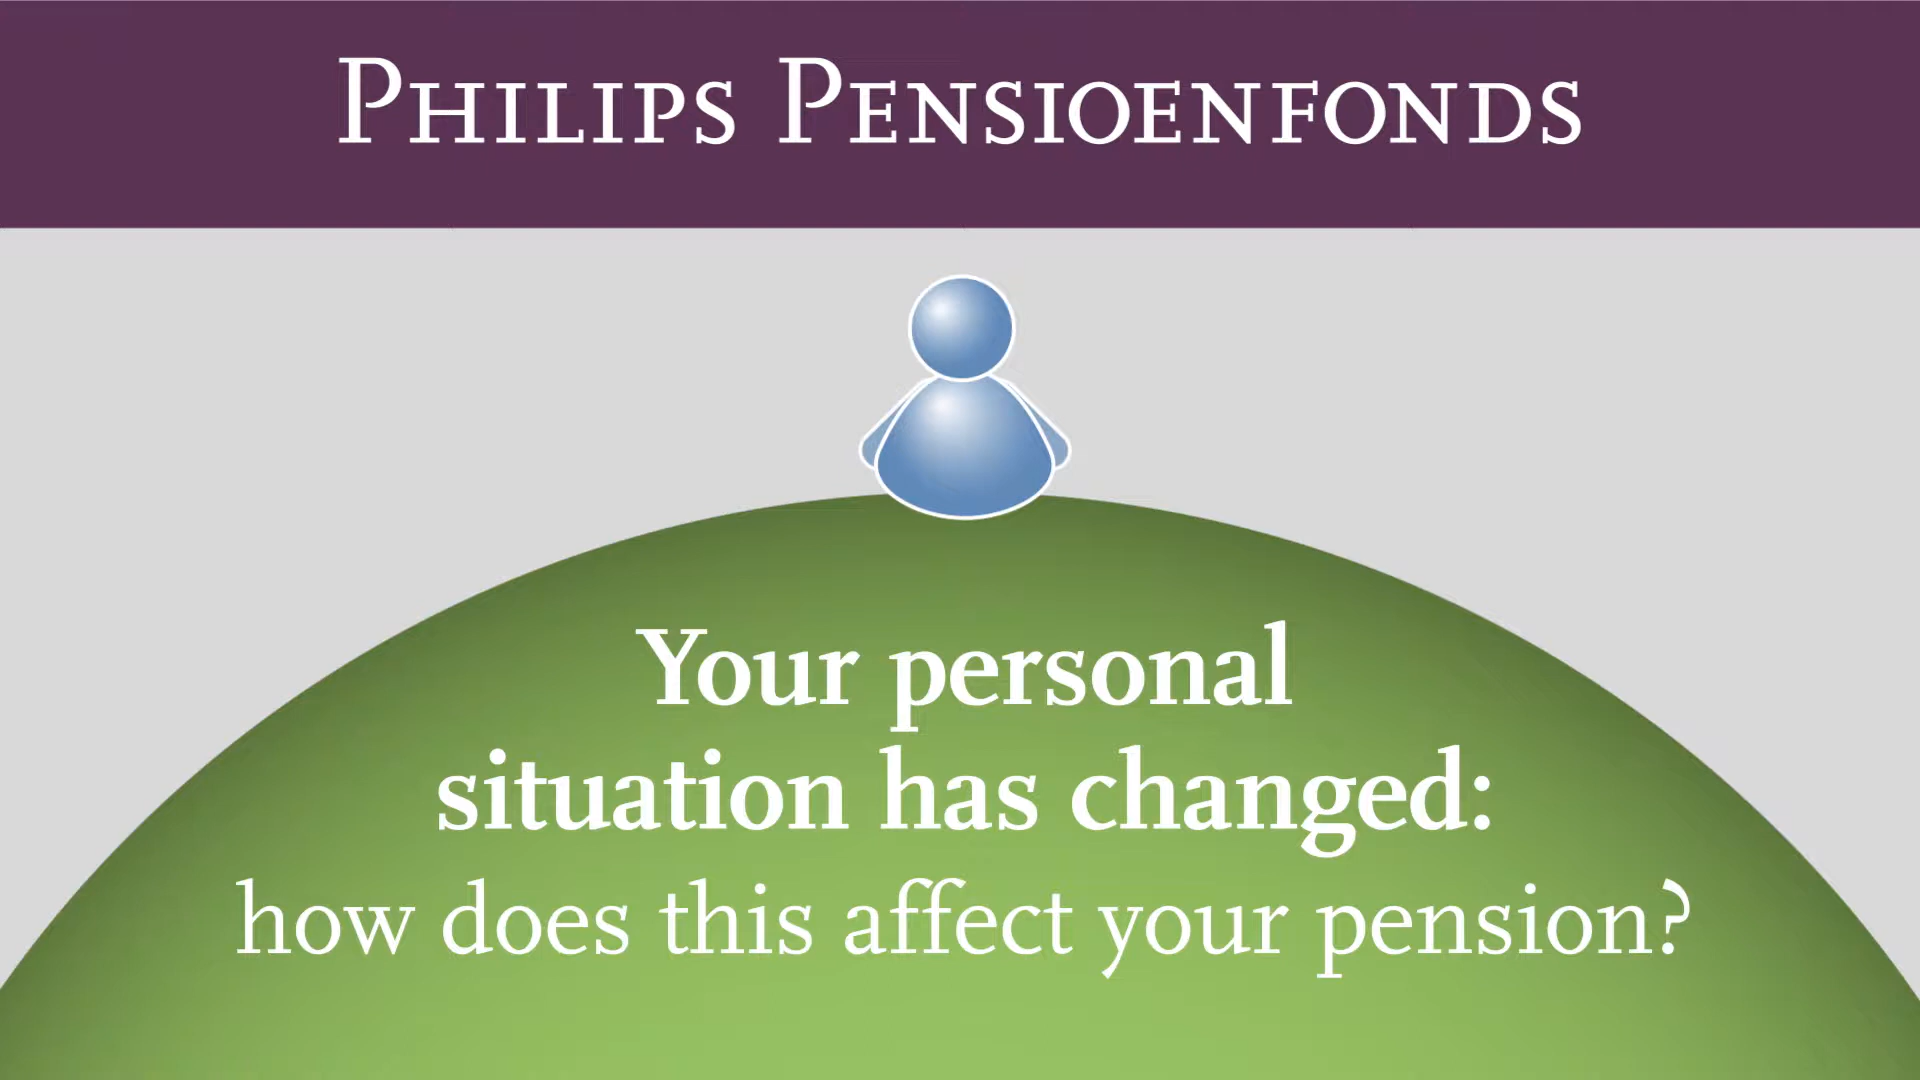 Philips Pensioenfonds
Your personal
situation has changed:
how does this affect your pension?